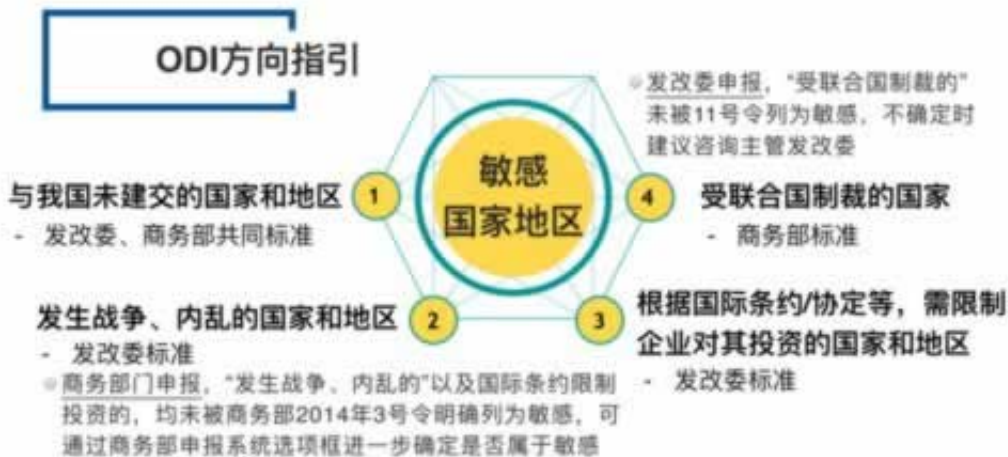 ODI方向指引
敏感
国家地区
1
与我国未建交的国家和地区
- 发改委、商务部共同标准
2
发生战争、内乱的国家和地区
- 发改委标准
商务部门申报，“发生战争、内乱的”以及国际条约限制
投资的，均未被商务部2014年3号令明确列为敏感，可
通过商务部申报系统选项框进一步确定是否属于敏感
3
根据国际条约/协定等，需限制
企业对其投资的国家和地区
- 发改委标准
4
受联合国制裁的国家
- 商务部标准
发改委申报，“受联合国制裁的”
未被11号令列为敏感，不确定时
建议咨询主管发改委